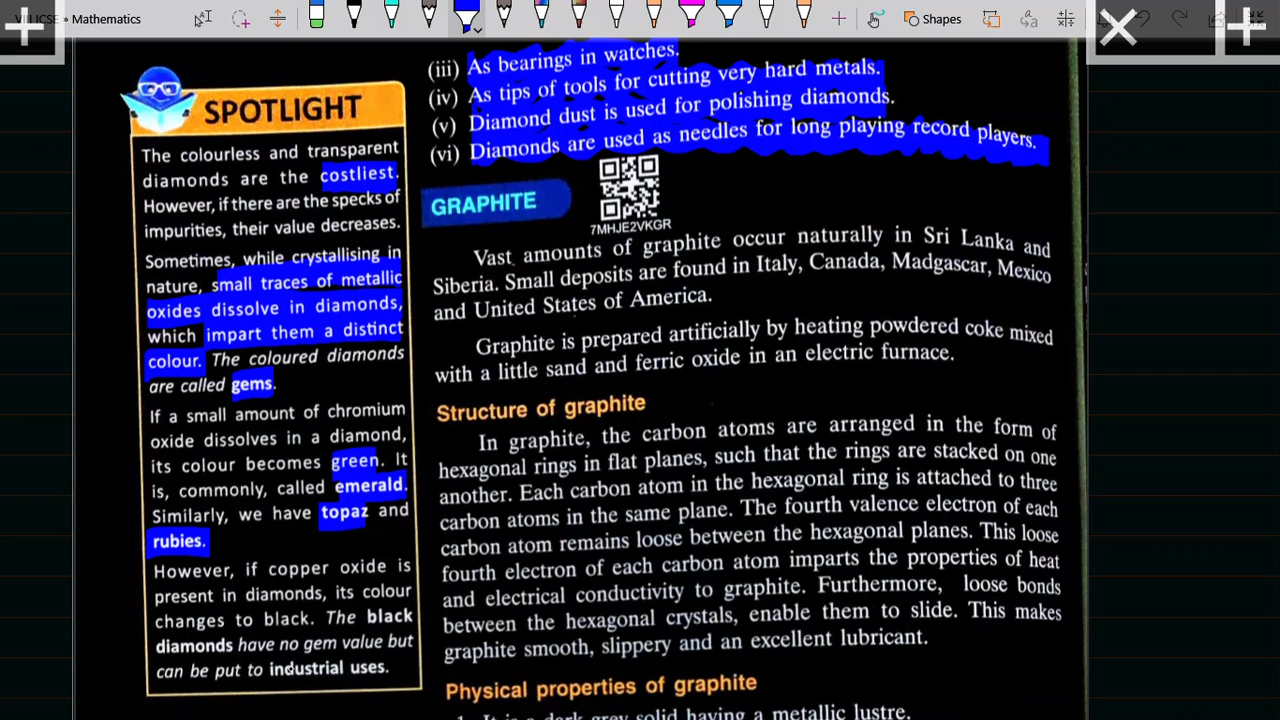 VII ICSE » Mathematics
Shapes
(iii) As bearings in watches.
(iv) As tips of tools for cutting very hard metals.
(v) Diamond dust is used for polishing diamonds.
(vi) Diamonds are used as needles for long playing record players.
SPOTLIGHT
The colourless and transparent
diamonds are the costliest.
However, if there are the specks of
impurities, their value decreases.
Sometimes, while crystallising in
nature, small traces of metallic
oxides dissolve in diamonds,
which impart them a distinct
colour. The coloured diamonds
are called gems.
If a small amount of chromium
oxide dissolves in a diamond,
its colour becomes green. It
is, commonly, called emerald.
Similarly, we have topaz and
rubies.
However, if copper oxide is
present in diamonds, its colour
changes to black. The black
diamonds have no gem value but
can be put to industrial uses.
GRAPHITE
7MHJE2VKGR
Vast amounts of graphite occur naturally in Sri Lanka and
Siberia. Small deposits are found in Italy, Canada, Madgascar, Mexico
and United States of America.
Graphite is prepared artificially by heating powdered coke mixed
with a little sand and ferric oxide in an electric furnace.
Structure of graphite
In graphite, the carbon atoms are arranged in the form of
hexagonal rings in flat planes, such that the rings are stacked on one
another. Each carbon atom in the hexagonal ring is attached to three
carbon atoms in the same plane. The fourth valence electron of each
carbon atom remains loose between the hexagonal planes. This loose
fourth electron of each carbon atom imparts the properties of heat
and electrical conductivity to graphite. Furthermore, loose bonds
between the hexagonal crystals, enable them to slide. This makes
graphite smooth, slippery and an excellent lubricant.
Physical properties of graphite
1. It is a dark grey solid having a metallic lustre.